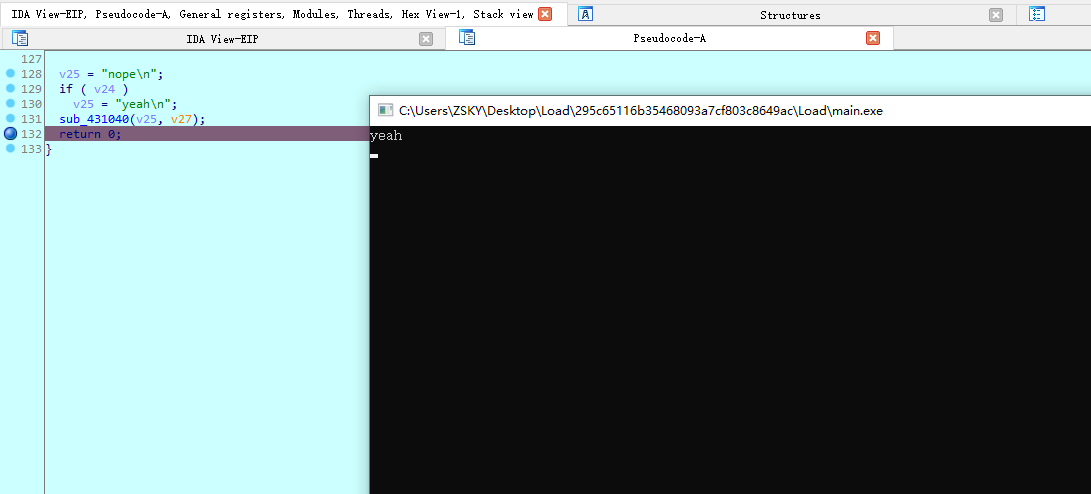 IDA View-EIP, Pseudocode-A, General registers, Modules, Threads, Hex View-1, Stack view
Structures
IDA View-EIP
Pseudocode-A
127
128 v25 = "nope\n";
129 if ( v24 )
130 v25 = "yeah\n";
131 sub_431040(v25, v27);
132 return 0;
133 }
C:\Users\ZSKY\Desktop\Load\295c65116b35468093a7cf803c8649ac\Load\main.exe
yeah